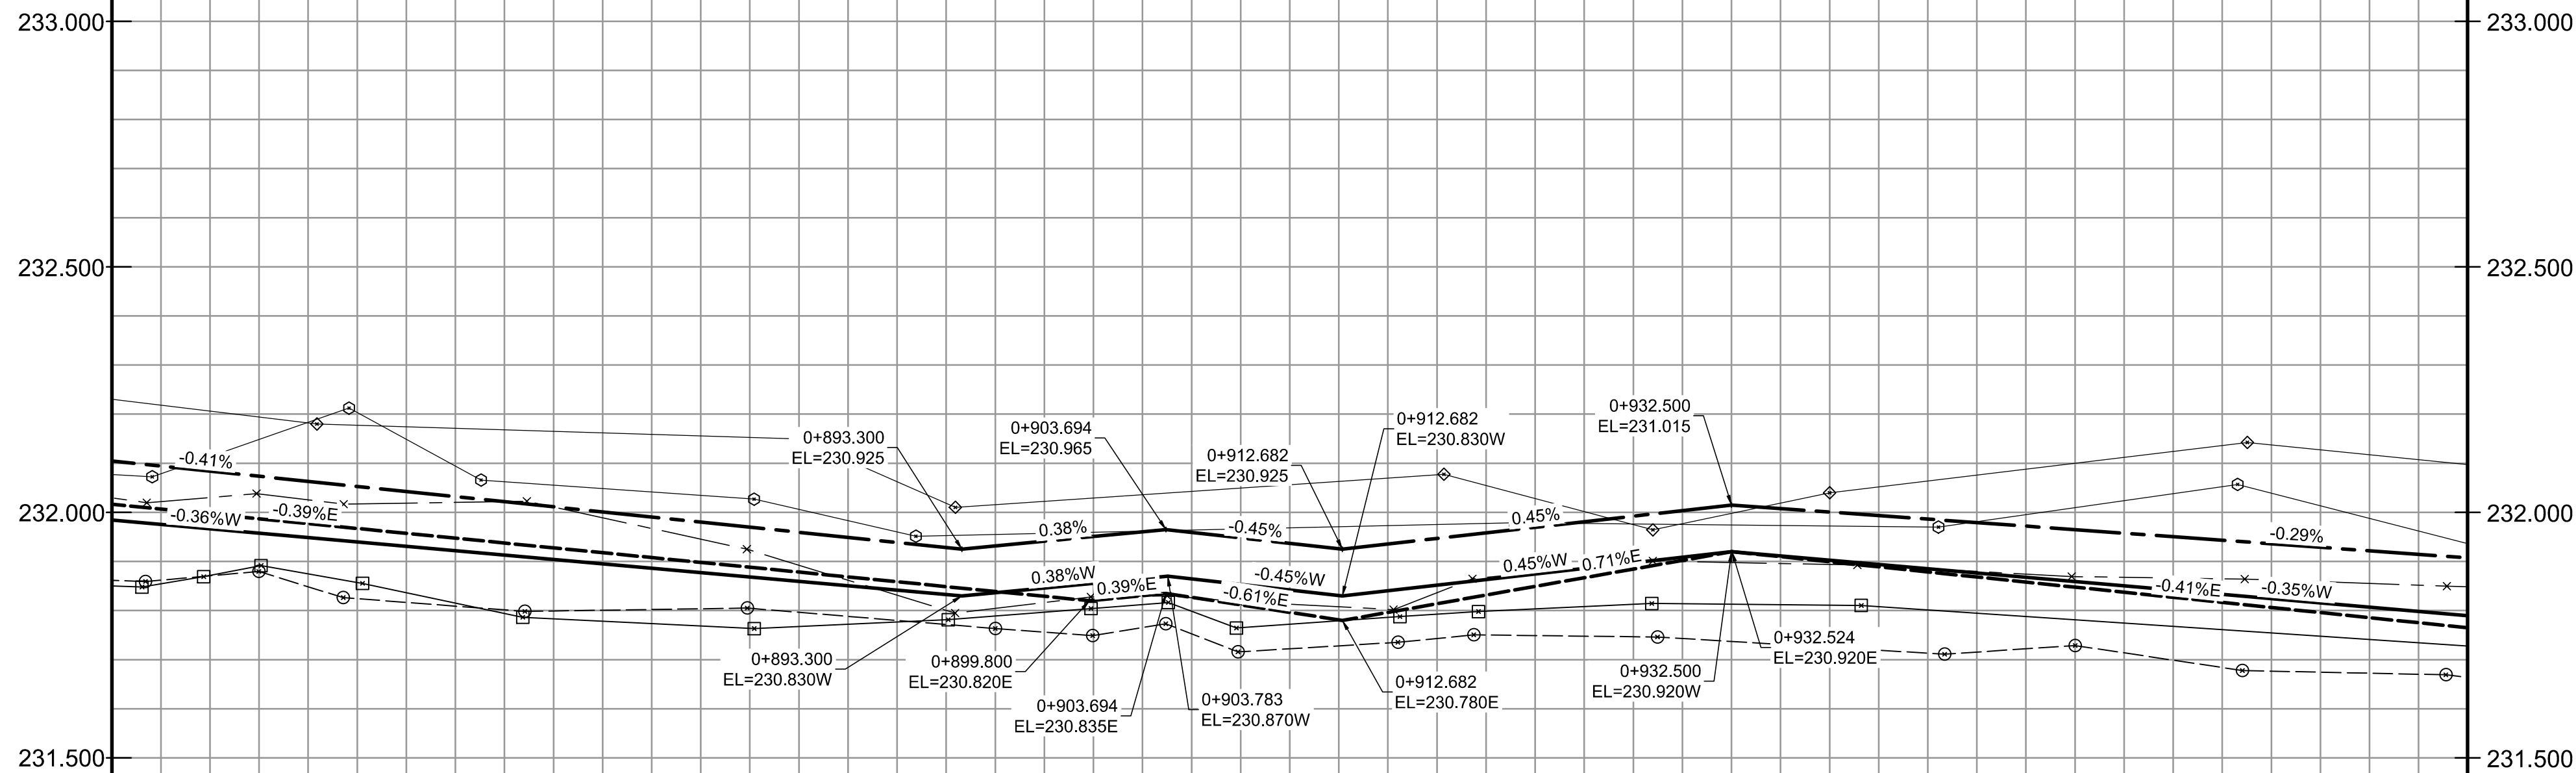 233.000
233.000
232.500
232.500
0+893.300
EL=230.925
0+903.694
EL=230.965
0+912.682
EL=230.925
0+912.682
EL=230.830W
0+932.500
EL=231.015
-0.41%
232.000
232.000
-0.36%W
-0.39%E
0.38%
-0.45%
0.45%
-0.29%
0.38%W
0.39%E
-0.45%W
-0.61%E
0.45%W
0.71%E
-0.41%E
-0.35%W
0+893.300
EL=230.830W
0+899.800
EL=230.820E
0+903.694
EL=230.835E
0+903.783
EL=230.870W
0+912.682
EL=230.780E
0+932.500
EL=230.920W
0+932.524
EL=230.920E
231.500
231.500